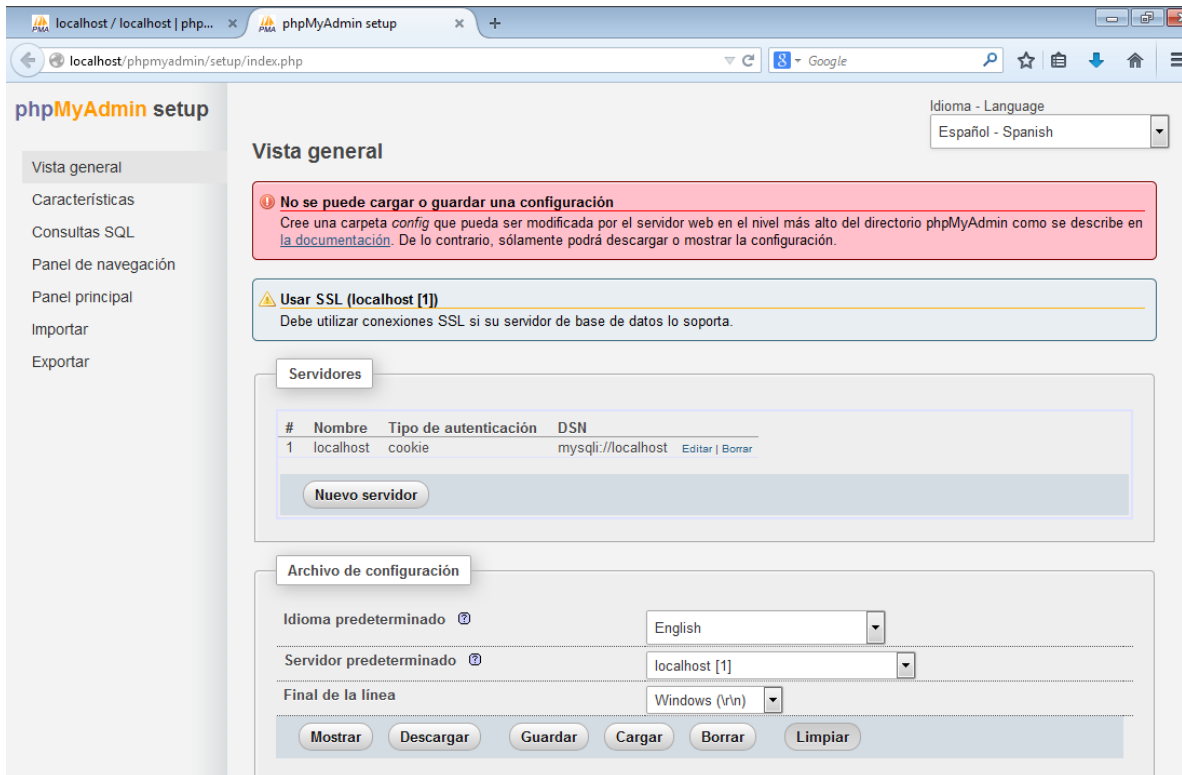 localhost / localhost | php...
phpMyAdmin setup
localhost/phpmyadmin/setup/index.php
Google
phpMyAdmin setup
Idioma - Language
Español - Spanish
Vista general
Características
Consultas SQL
Panel de navegación
Panel principal
Importar
Exportar
Vista general
No se puede cargar o guardar una configuración
Cree una carpeta config que pueda ser modificada por el servidor web en el nivel más alto del directorio phpMyAdmin como se describe en
la documentación. De lo contrario, sólamente podrá descargar o mostrar la configuración.
Usar SSL (localhost [1])
Debe utilizar conexiones SSL si su servidor de base de datos lo soporta.
Servidores
# Nombre Tipo de autenticación DSN
1 localhost cookie mysqli://localhost Editar | Borrar
Nuevo servidor
Archivo de configuración
Idioma predeterminado English
Servidor predeterminado localhost [1]
Final de la línea Windows (\r\n)
Mostrar Descargar Guardar Cargar Borrar Limpiar